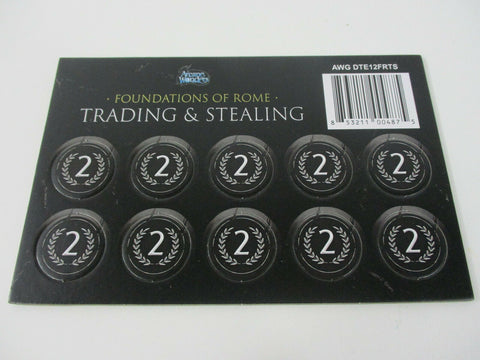 Arcane Wonders
AWG DTE12FRTS
8 53211 00487 5
· FOUNDATIONS OF ROME ·
TRADING & STEALING
2 2 2 2 2
2 2 2 2 2